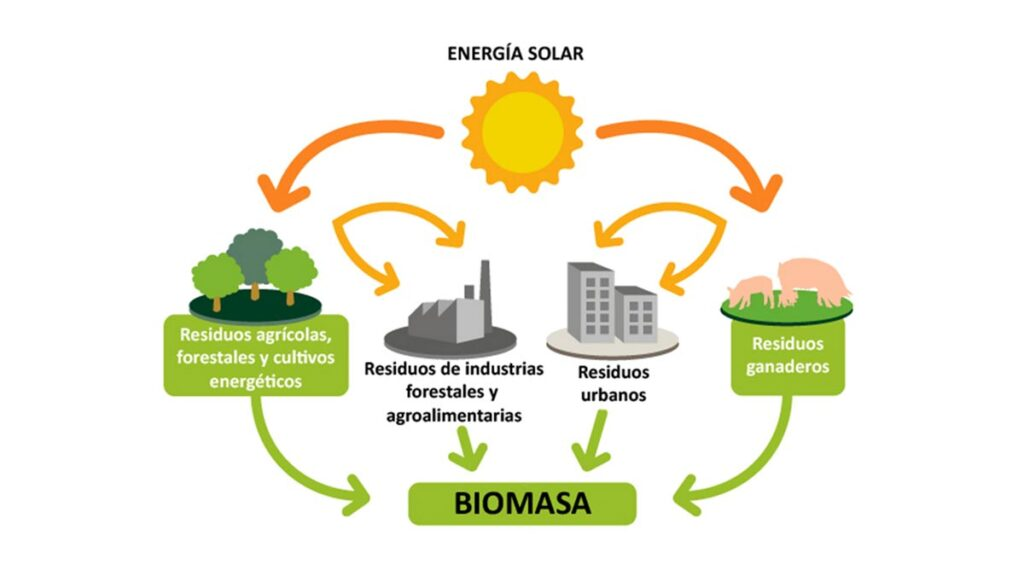 ENERGÍA SOLAR
Residuos agrícolas,
forestales y cultivos
energéticos
Residuos de industrias
forestales y
agroalimentarias
Residuos
urbanos
Residuos
ganaderos
BIOMASA